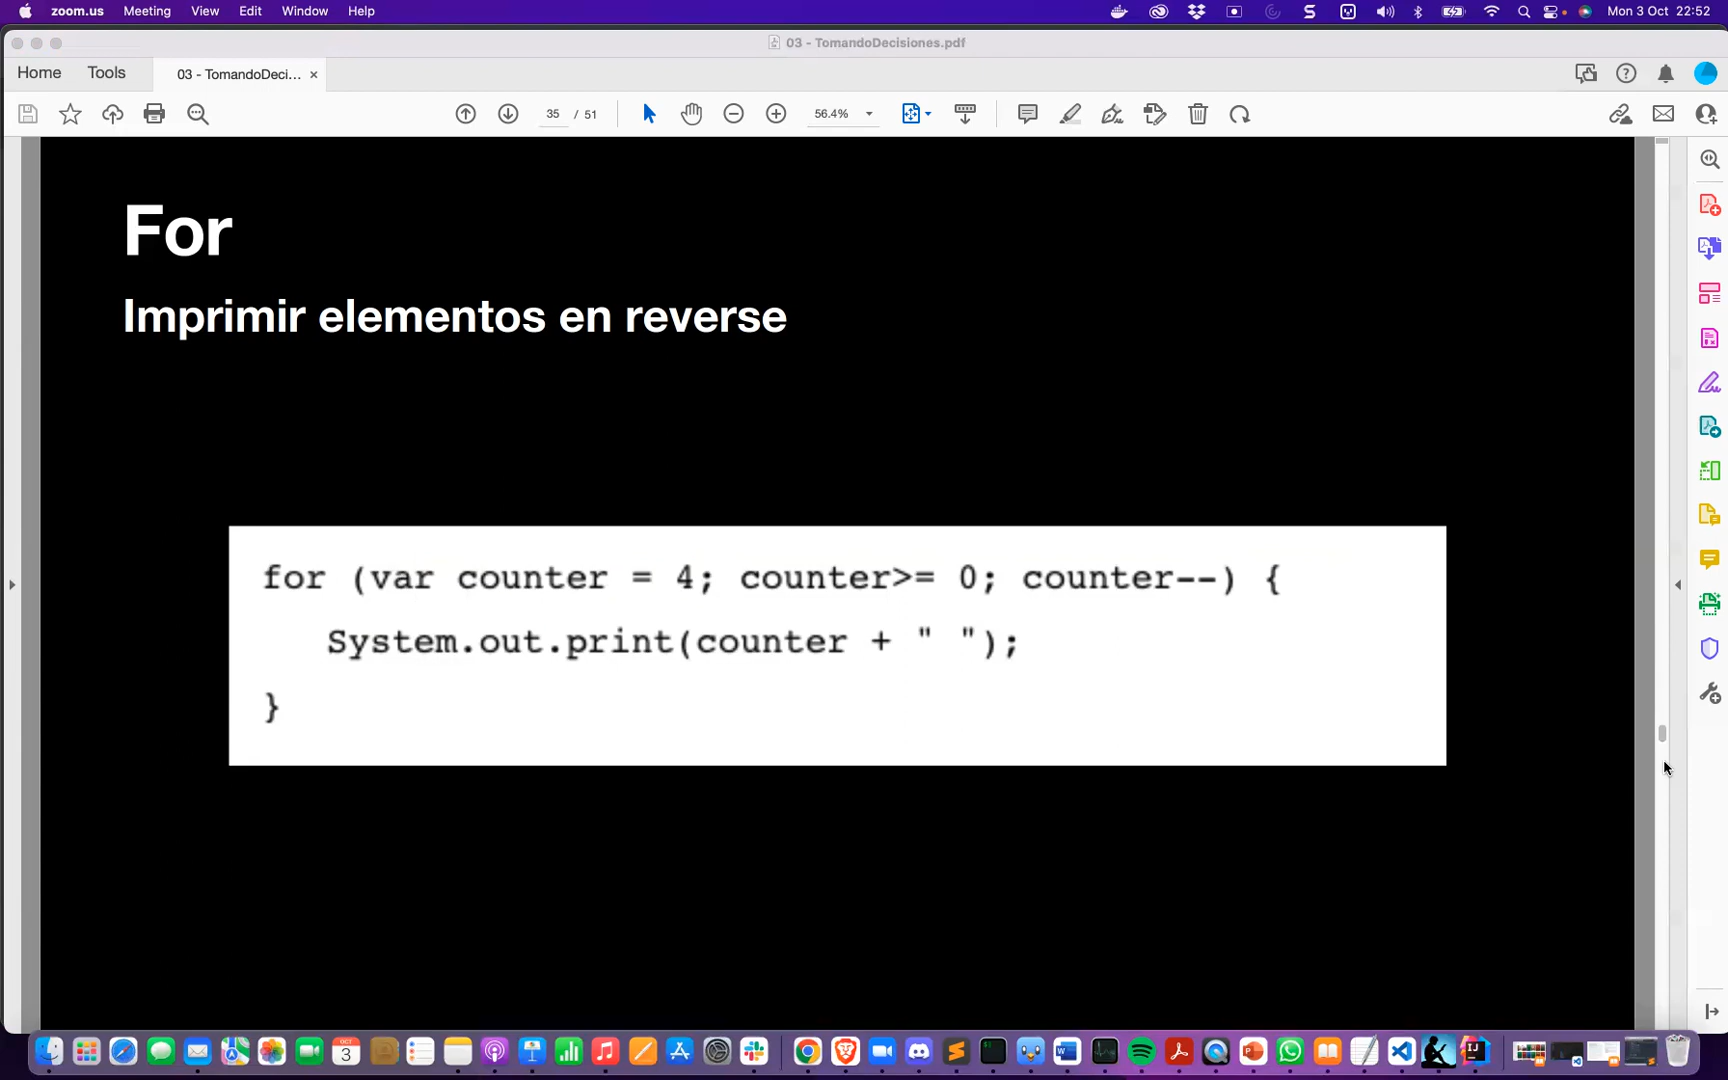 zoom.us Meeting View Edit Window Help Mon 3 Oct 22:52
03 - TomandoDecisiones.pdf
Home Tools 03 - TomandoDeci...
35 / 51 56.4%
For
Imprimir elementos en reverse
for (var counter = 4; counter>= 0; counter--) {
System.out.print(counter + " ");
}
OCT
3